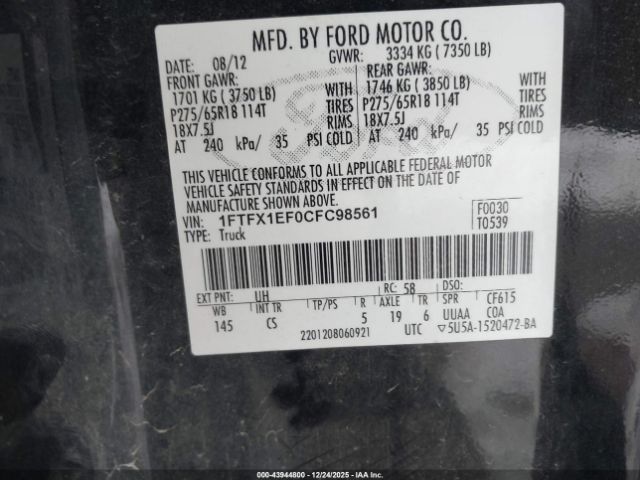 MFD. BY FORD MOTOR CO.
DATE: 08/12 GVWR: 3334 KG ( 7350 LB)
FRONT GAWR: REAR GAWR:
1701 KG ( 3750 LB) WITH 1746 KG ( 3850 LB) WITH
P275/65R18 114T TIRES P275/65R18 114T TIRES
18X7.5J RIMS 18X7.5J RIMS
AT 240 kPa/ 35 PSI COLD AT 240 kPa/ 35 PSI COLD
THIS VEHICLE CONFORMS TO ALL APPLICABLE FEDERAL MOTOR
VEHICLE SAFETY STANDARDS IN EFFECT ON THE DATE OF
MANUFACTURE SHOWN ABOVE.
VIN: 1FTFX1EF0CFC98561 F0030
TYPE: Truck T0539
EXT PNT: UH RC: 58 DSO:
WB INT TR TP/PS R AXLE TR SPR CF615
145 CS 5 19 6 UUAA COA
2201208060921 UTC ▽5U5A-1520472-BA
000-43944800 - 12/24/2025 - IAAI